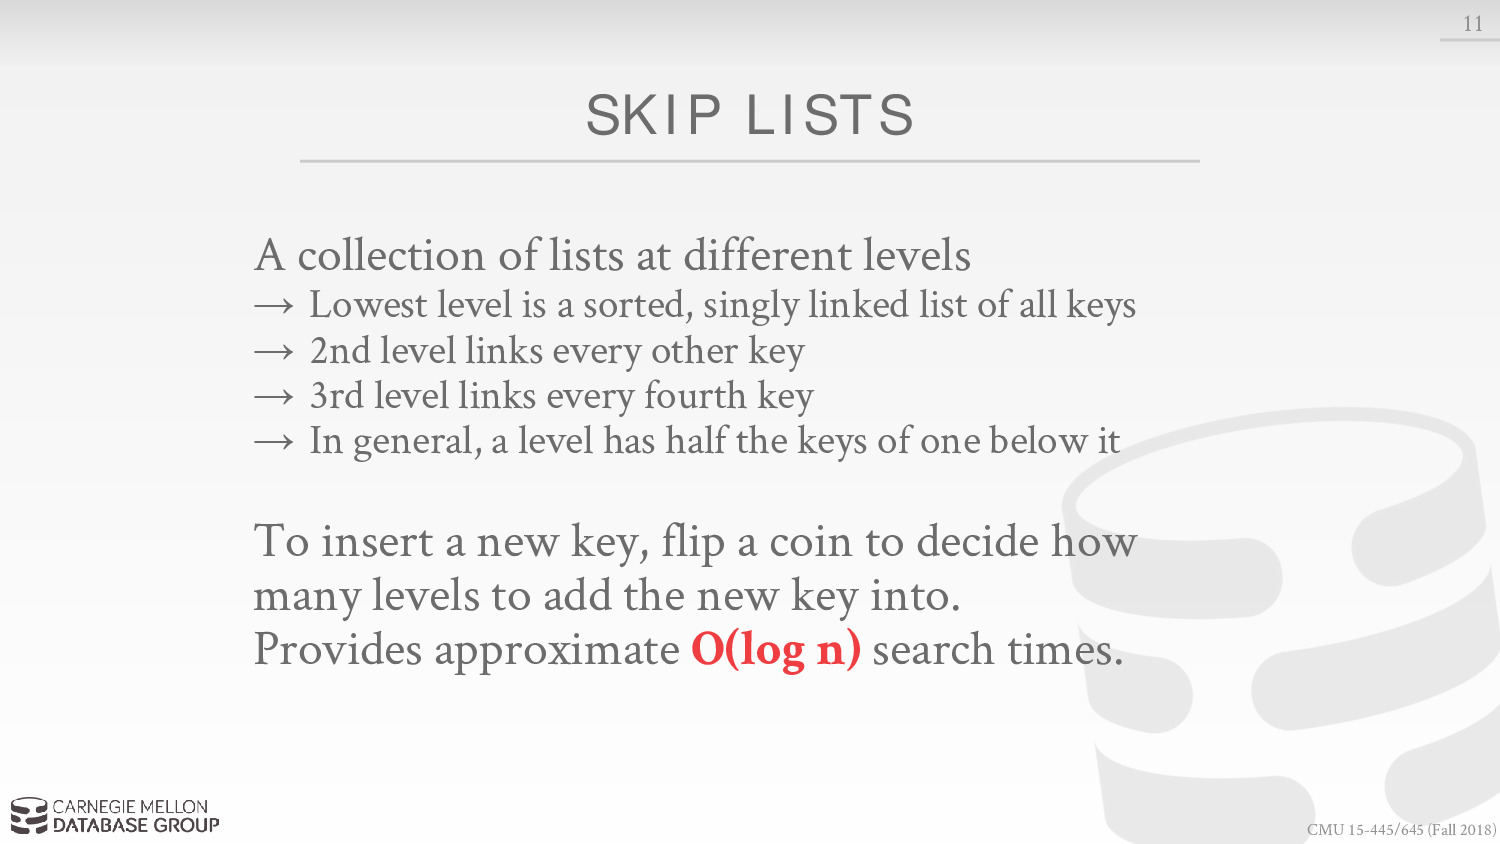 11
SKIP LISTS
A collection of lists at different levels
→ Lowest level is a sorted, singly linked list of all keys
→ 2nd level links every other key
→ 3rd level links every fourth key
→ In general, a level has half the keys of one below it
To insert a new key, flip a coin to decide how
many levels to add the new key into.
Provides approximate O(log n) search times.
CARNEGIE MELLON
DATABASE GROUP
CMU 15-445/645 (Fall 2018)